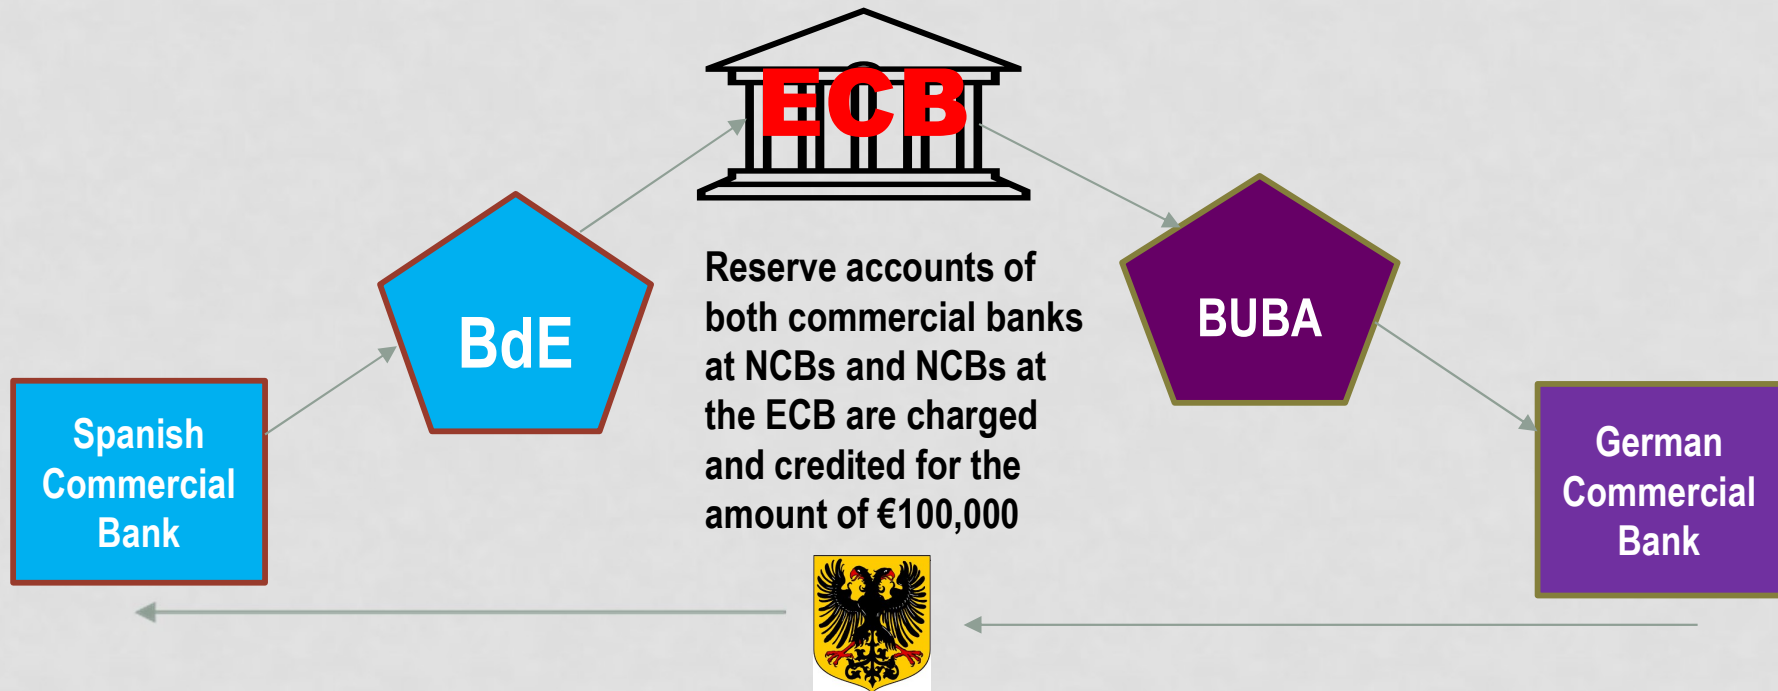 ECB
BdE
Reserve accounts of
both commercial banks
at NCBs and NCBs at
the ECB are charged
and credited for the
amount of €100,000
BUBA
Spanish
Commercial
Bank
German
Commercial
Bank